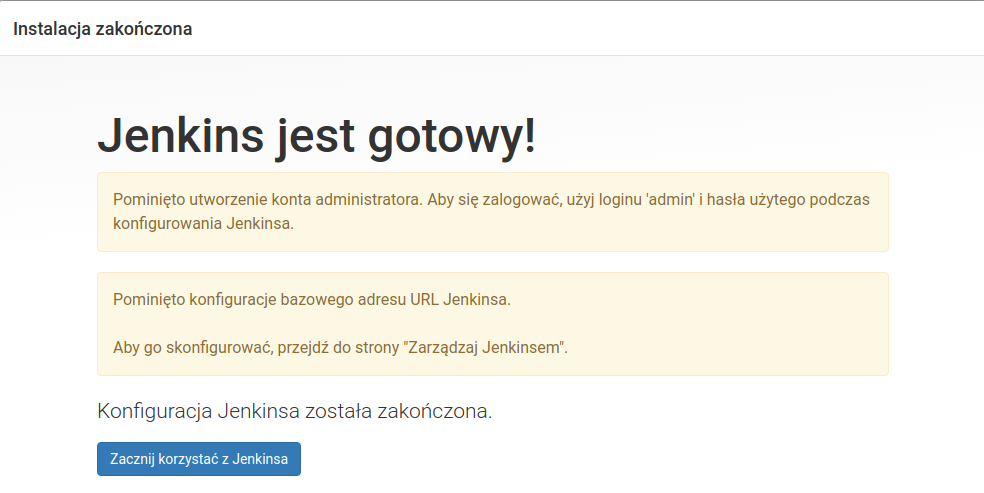 Instalacja zakończona
Jenkins jest gotowy!
Pominięto utworzenie konta administratora. Aby się zalogować, użyj loginu 'admin' i hasła użytego podczas
konfigurowania Jenkinsa.
Pominięto konfiguracje bazowego adresu URL Jenkinsa.
Aby go skonfigurować, przejdź do strony "Zarządzaj Jenkinsem".
Konfiguracja Jenkinsa została zakończona.
Zacznij korzystać z Jenkinsa